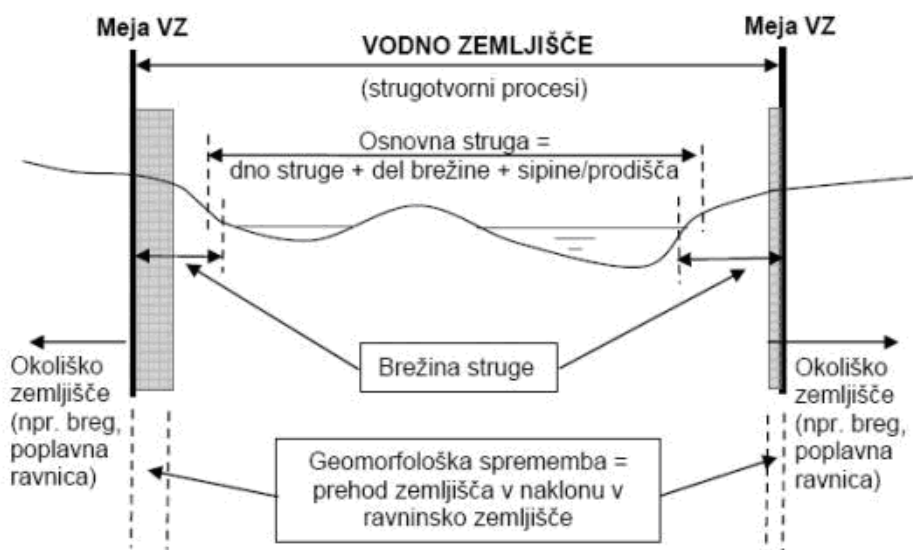 Meja VZ
Meja VZ
VODNO ZEMLJIŠČE
(strugotvorni procesi)
Osnovna struga =
dno struge + del brežine + sipine/prodišča
Brežina struge
Okoliško
zemljišče
(npr. breg,
poplavna
ravnica)
Okoliško
zemljišče
(npr. breg,
poplavna
ravnica)
Geomorfološka sprememba =
prehod zemljišča v naklonu v
ravninsko zemljišče